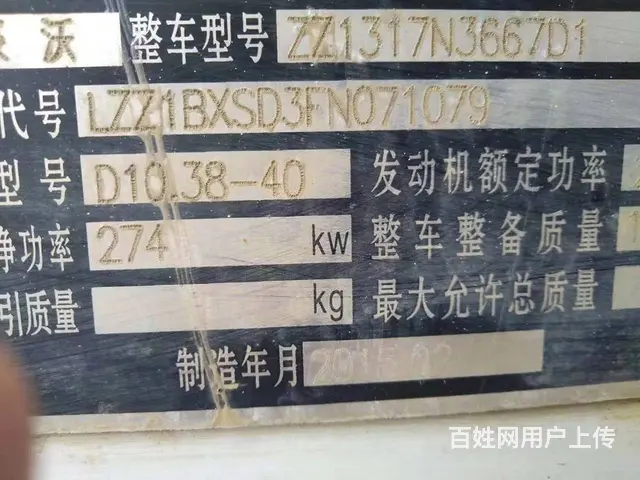 沃 整车型号 ZZ1317N3667D1
代号 LZZ1BXSD3FN071079
型号 D10.38-40 发动机额定功率
净功率 274 kw 整车整备质量
引质量 kg 最大允许总质量
制造年月 2015
百姓网用户上传